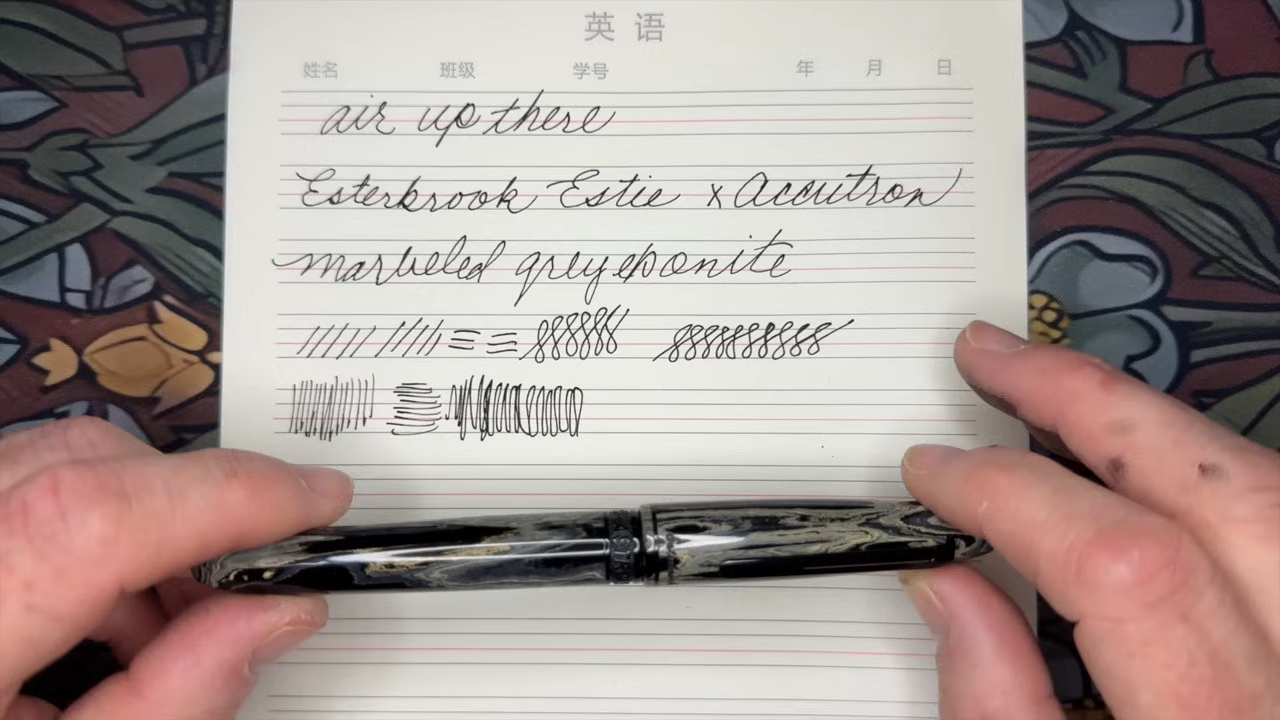 英语
姓名 班级 学号 年 月 日
air up there
Esterbrook Estie x Accutron
marbeled grey ebonite